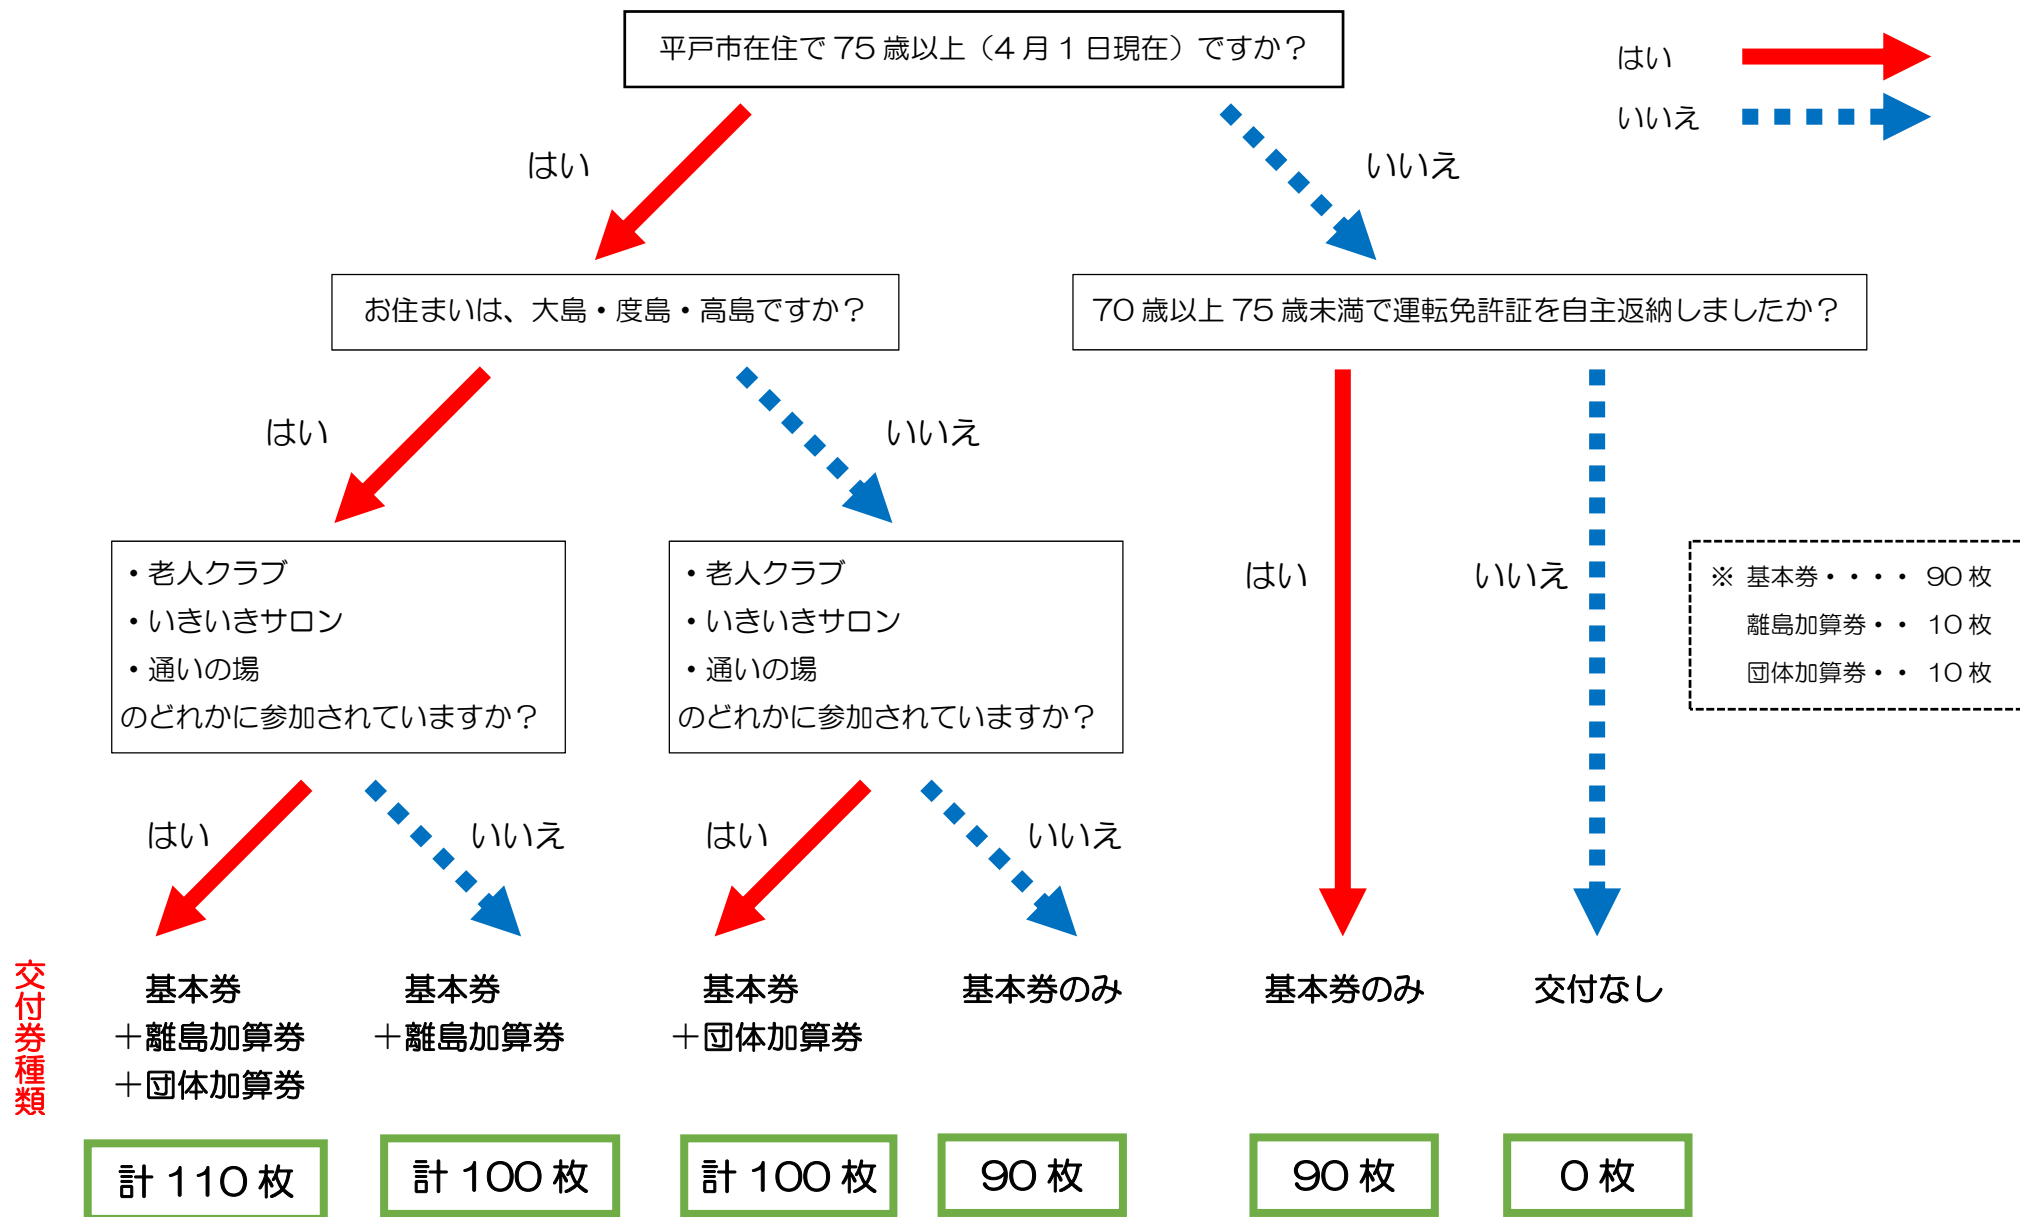 平戸市在住で75歳以上（4月1日現在）ですか？
はい
いいえ
はい
いいえ
お住まいは、大島・度島・高島ですか？
70歳以上75歳未満で運転免許証を自主返納しましたか？
はい
いいえ
・老人クラブ
・いきいきサロン
・通いの場
のどれかに参加されていますか？
・老人クラブ
・いきいきサロン
・通いの場
のどれかに参加されていますか？
はい
いいえ
※ 基本券・・・・ 90枚
離島加算券・・ 10枚
団体加算券・・ 10枚
はい
いいえ
はい
いいえ
交付券種類
基本券
＋離島加算券
＋団体加算券
基本券
＋離島加算券
基本券
＋団体加算券
基本券のみ
基本券のみ
交付なし
計110枚
計100枚
計100枚
90枚
90枚
0枚